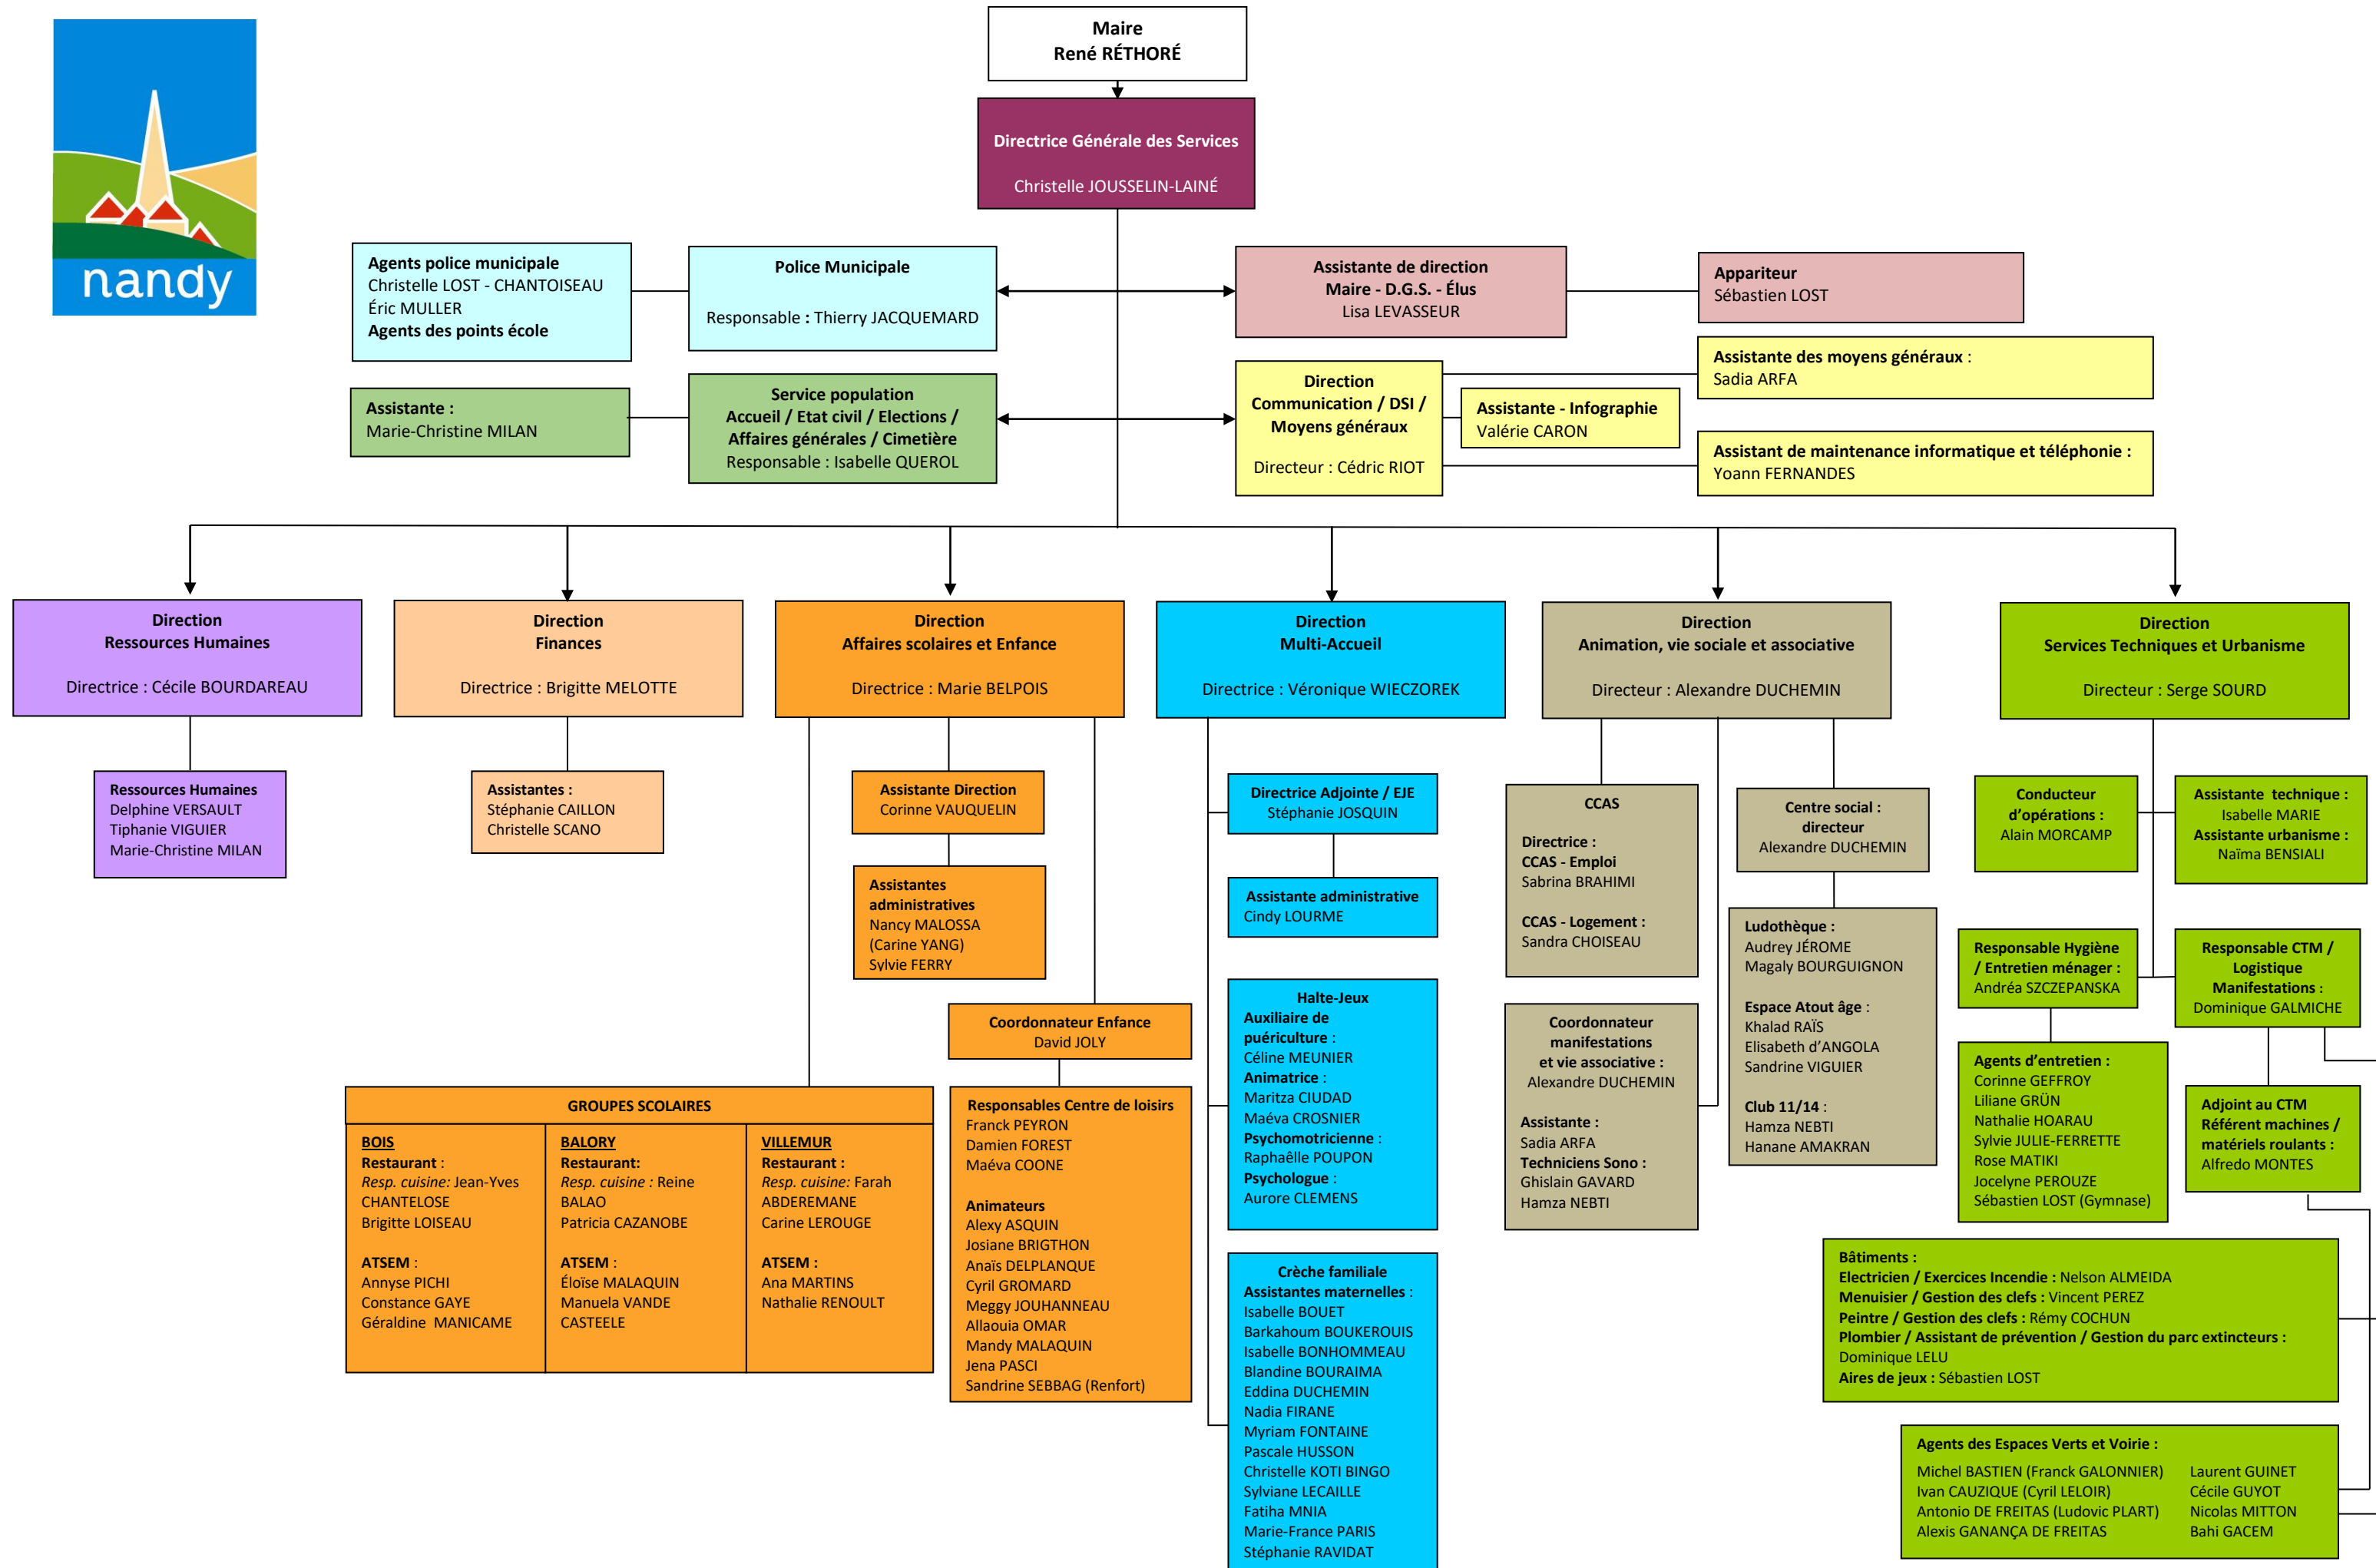 nandy
Maire
René RÉTHORÉ
Directrice Générale des Services
Christelle JOUSSELIN-LAINÉ
Agents police municipale
Christelle LOST - CHANTOISEAU
Éric MULLER
Agents des points école
Police Municipale
Responsable : Thierry JACQUEMARD
Assistante de direction
Maire - D.G.S. - Élus
Lisa LEVASSEUR
Appariteur
Sébastien LOST
Assistante :
Marie-Christine MILAN
Service population
Accueil / Etat civil / Elections /
Affaires générales / Cimetière
Responsable : Isabelle QUEROL
Direction
Communication / DSI /
Moyens généraux
Directeur : Cédric RIOT
Assistante des moyens généraux :
Sadia ARFA
Assistante - Infographie
Valérie CARON
Assistant de maintenance informatique et téléphonie :
Yoann FERNANDES
Direction
Ressources Humaines
Directrice : Cécile BOURDAREAU
Direction
Finances
Directrice : Brigitte MELOTTE
Direction
Affaires scolaires et Enfance
Directrice : Marie BELPOIS
Direction
Multi-Accueil
Directrice : Véronique WIECZOREK
Direction
Animation, vie sociale et associative
Directeur : Alexandre DUCHEMIN
Direction
Services Techniques et Urbanisme
Directeur : Serge SOURD
Ressources Humaines
Delphine VERSAULT
Tiphanie VIGUIER
Marie-Christine MILAN
Assistantes :
Stéphanie CAILLON
Christelle SCANO
Assistante Direction
Corinne VAUQUELIN
Assistantes
administratives
Nancy MALOSSA
(Carine YANG)
Sylvie FERRY
Coordonnateur Enfance
David JOLY
GROUPES SCOLAIRES
BOIS
Restaurant :
Resp. cuisine: Jean-Yves
CHANTELOSE
Brigitte LOISEAU
ATSEM :
Annyse PICHI
Constance GAYE
Géraldine MANICAME
BALORY
Restaurant:
Resp. cuisine : Reine
BALAO
Patricia CAZANOBE
ATSEM :
Éloïse MALAQUIN
Manuela VANDE
CASTEELE
VILLEMUR
Restaurant :
Resp. cuisine: Farah
ABDEREMANE
Carine LEROUGE
ATSEM :
Ana MARTINS
Nathalie RENOULT
Responsables Centre de loisirs
Franck PEYRON
Damien FOREST
Maéva COONE
Animateurs
Alexy ASQUIN
Josiane BRIGTHON
Anaïs DELPLANQUE
Cyril GROMARD
Meggy JOUHANNEAU
Allaouia OMAR
Mandy MALAQUIN
Jena PASCI
Sandrine SEBBAG (Renfort)
Directrice Adjointe / EJE
Stéphanie JOSQUIN
Assistante administrative
Cindy LOURME
Halte-Jeux
Auxiliaire de
puériculture :
Céline MEUNIER
Animatrice :
Maritza CIUDAD
Maéva CROSNIER
Psychomotricienne :
Raphaêlle POUPON
Psychologue :
Aurore CLEMENS
Crèche familiale
Assistantes maternelles :
Isabelle BOUET
Barkahoum BOUKEROUIS
Isabelle BONHOMMEAU
Blandine BOURAIMA
Eddina DUCHEMIN
Nadia FIRANE
Myriam FONTAINE
Pascale HUSSON
Christelle KOTI BINGO
Sylviane LECAILLE
Fatiha MNIA
Marie-France PARIS
Stéphanie RAVIDAT
CCAS
Directrice :
CCAS - Emploi
Sabrina BRAHIMI
CCAS - Logement :
Sandra CHOISEAU
Coordonnateur
manifestations
et vie associative :
Alexandre DUCHEMIN
Assistante :
Sadia ARFA
Techniciens Sono :
Ghislain GAVARD
Hamza NEBTI
Centre social :
directeur
Alexandre DUCHEMIN
Ludothèque :
Audrey JÉROME
Magaly BOURGUIGNON
Espace Atout âge :
Khalad RAÏS
Elisabeth d'ANGOLA
Sandrine VIGUIER
Club 11/14 :
Hamza NEBTI
Hanane AMAKRAN
Conducteur
d'opérations :
Alain MORCAMP
Assistante technique :
Isabelle MARIE
Assistante urbanisme :
Naïma BENSIALI
Responsable Hygiène
/ Entretien ménager :
Andréa SZCZEPANSKA
Responsable CTM /
Logistique
Manifestations :
Dominique GALMICHE
Agents d'entretien :
Corinne GEFFROY
Liliane GRÜN
Nathalie HOARAU
Sylvie JULIE-FERRETTE
Rose MATIKI
Jocelyne PEROUZE
Sébastien LOST (Gymnase)
Adjoint au CTM
Référent machines /
matériels roulants :
Alfredo MONTES
Bâtiments :
Electricien / Exercices Incendie : Nelson ALMEIDA
Menuisier / Gestion des clefs : Vincent PEREZ
Peintre / Gestion des clefs : Rémy COCHUN
Plombier / Assistant de prévention / Gestion du parc extincteurs :
Dominique LELU
Aires de jeux : Sébastien LOST
Agents des Espaces Verts et Voirie :
Michel BASTIEN (Franck GALONNIER) Laurent GUINET
Ivan CAUZIQUE (Cyril LELOIR) Cécile GUYOT
Antonio DE FREITAS (Ludovic PLART) Nicolas MITTON
Alexis GANANÇA DE FREITAS Bahi GACEM